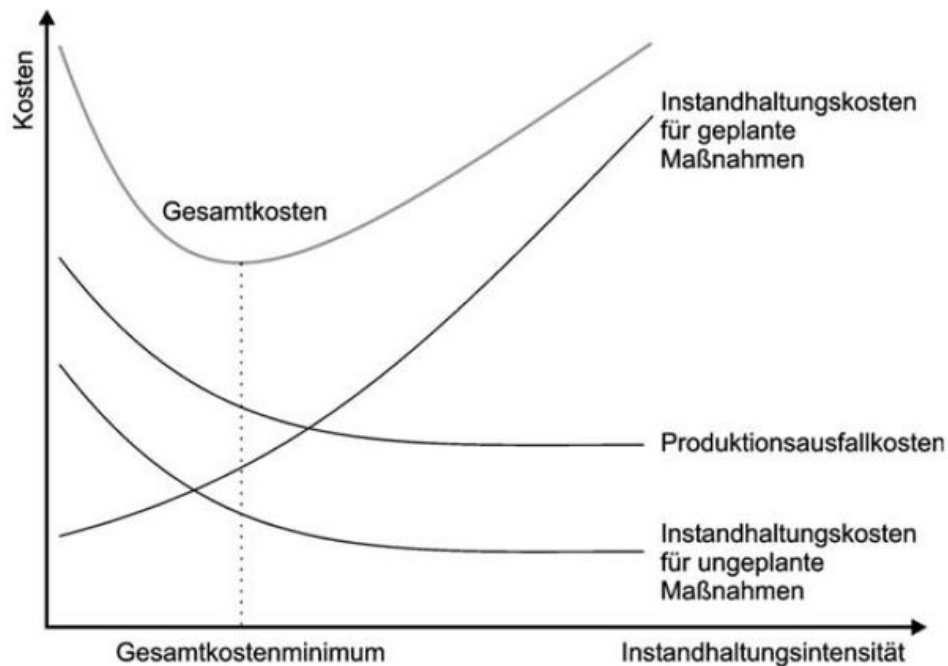 Kosten
Instandhaltungskosten
für geplante
Maßnahmen
Gesamtkosten
Produktionsausfallkosten
Instandhaltungskosten
für ungeplante
Maßnahmen
Gesamtkostenminimum
Instandhaltungsintensität